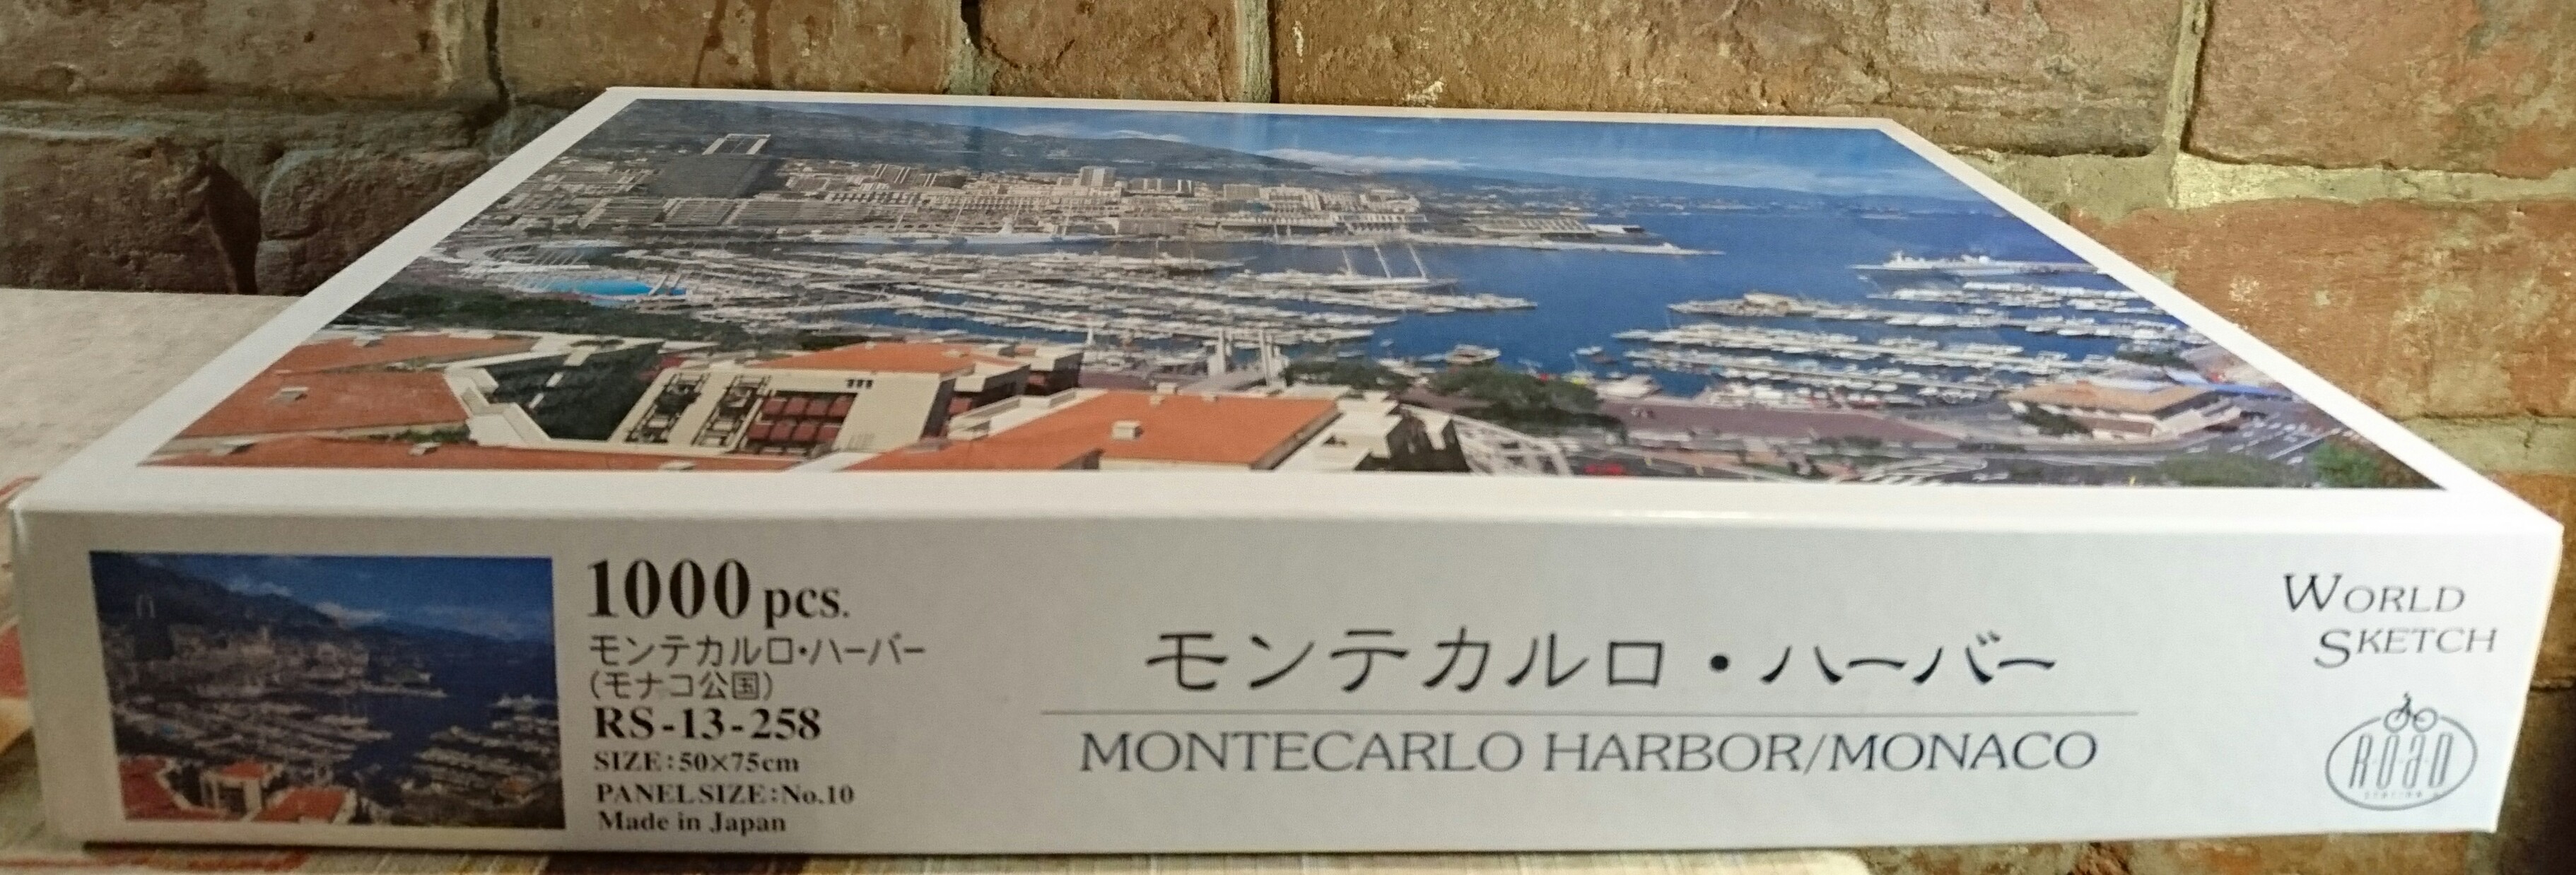 1000 pcs.
モンテカルロ・ハーバー
(モナコ公国)
RS-13-258
SIZE:50×75cm
PANEL SIZE:No.10
Made in Japan
モンテカルロ・ハーバー
MONTECARLO HARBOR/MONACO
WORLD
SKETCH
ROAD